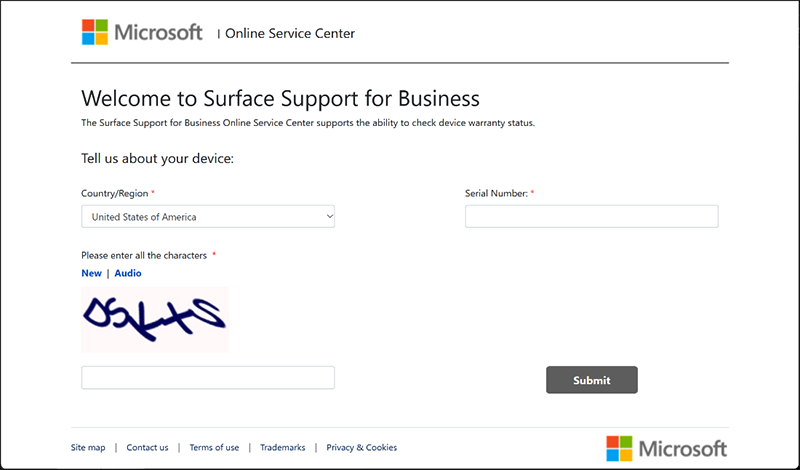 Microsoft | Online Service Center
Welcome to Surface Support for Business
The Surface Support for Business Online Service Center supports the ability to check device warranty status.
Tell us about your device:
Country/Region *
Serial Number: *
United States of America
Please enter all the characters *
New | Audio
Submit
Site map | Contact us | Terms of use | Trademarks | Privacy & Cookies
Microsoft